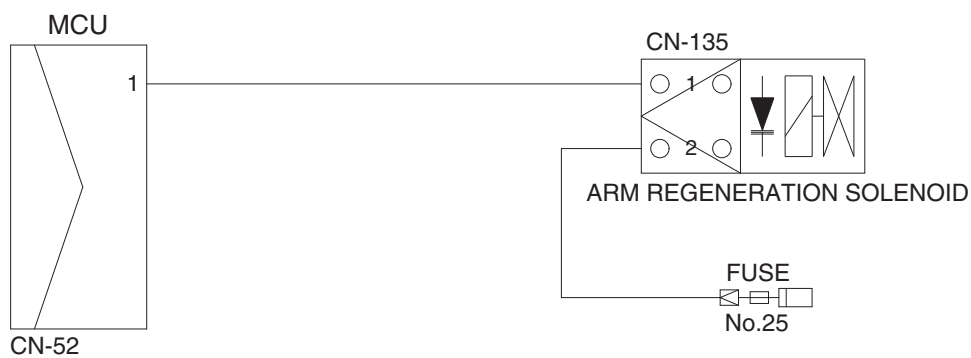 MCU
CN-135
1
1
2
ARM REGENERATION SOLENOID
FUSE
No.25
CN-52